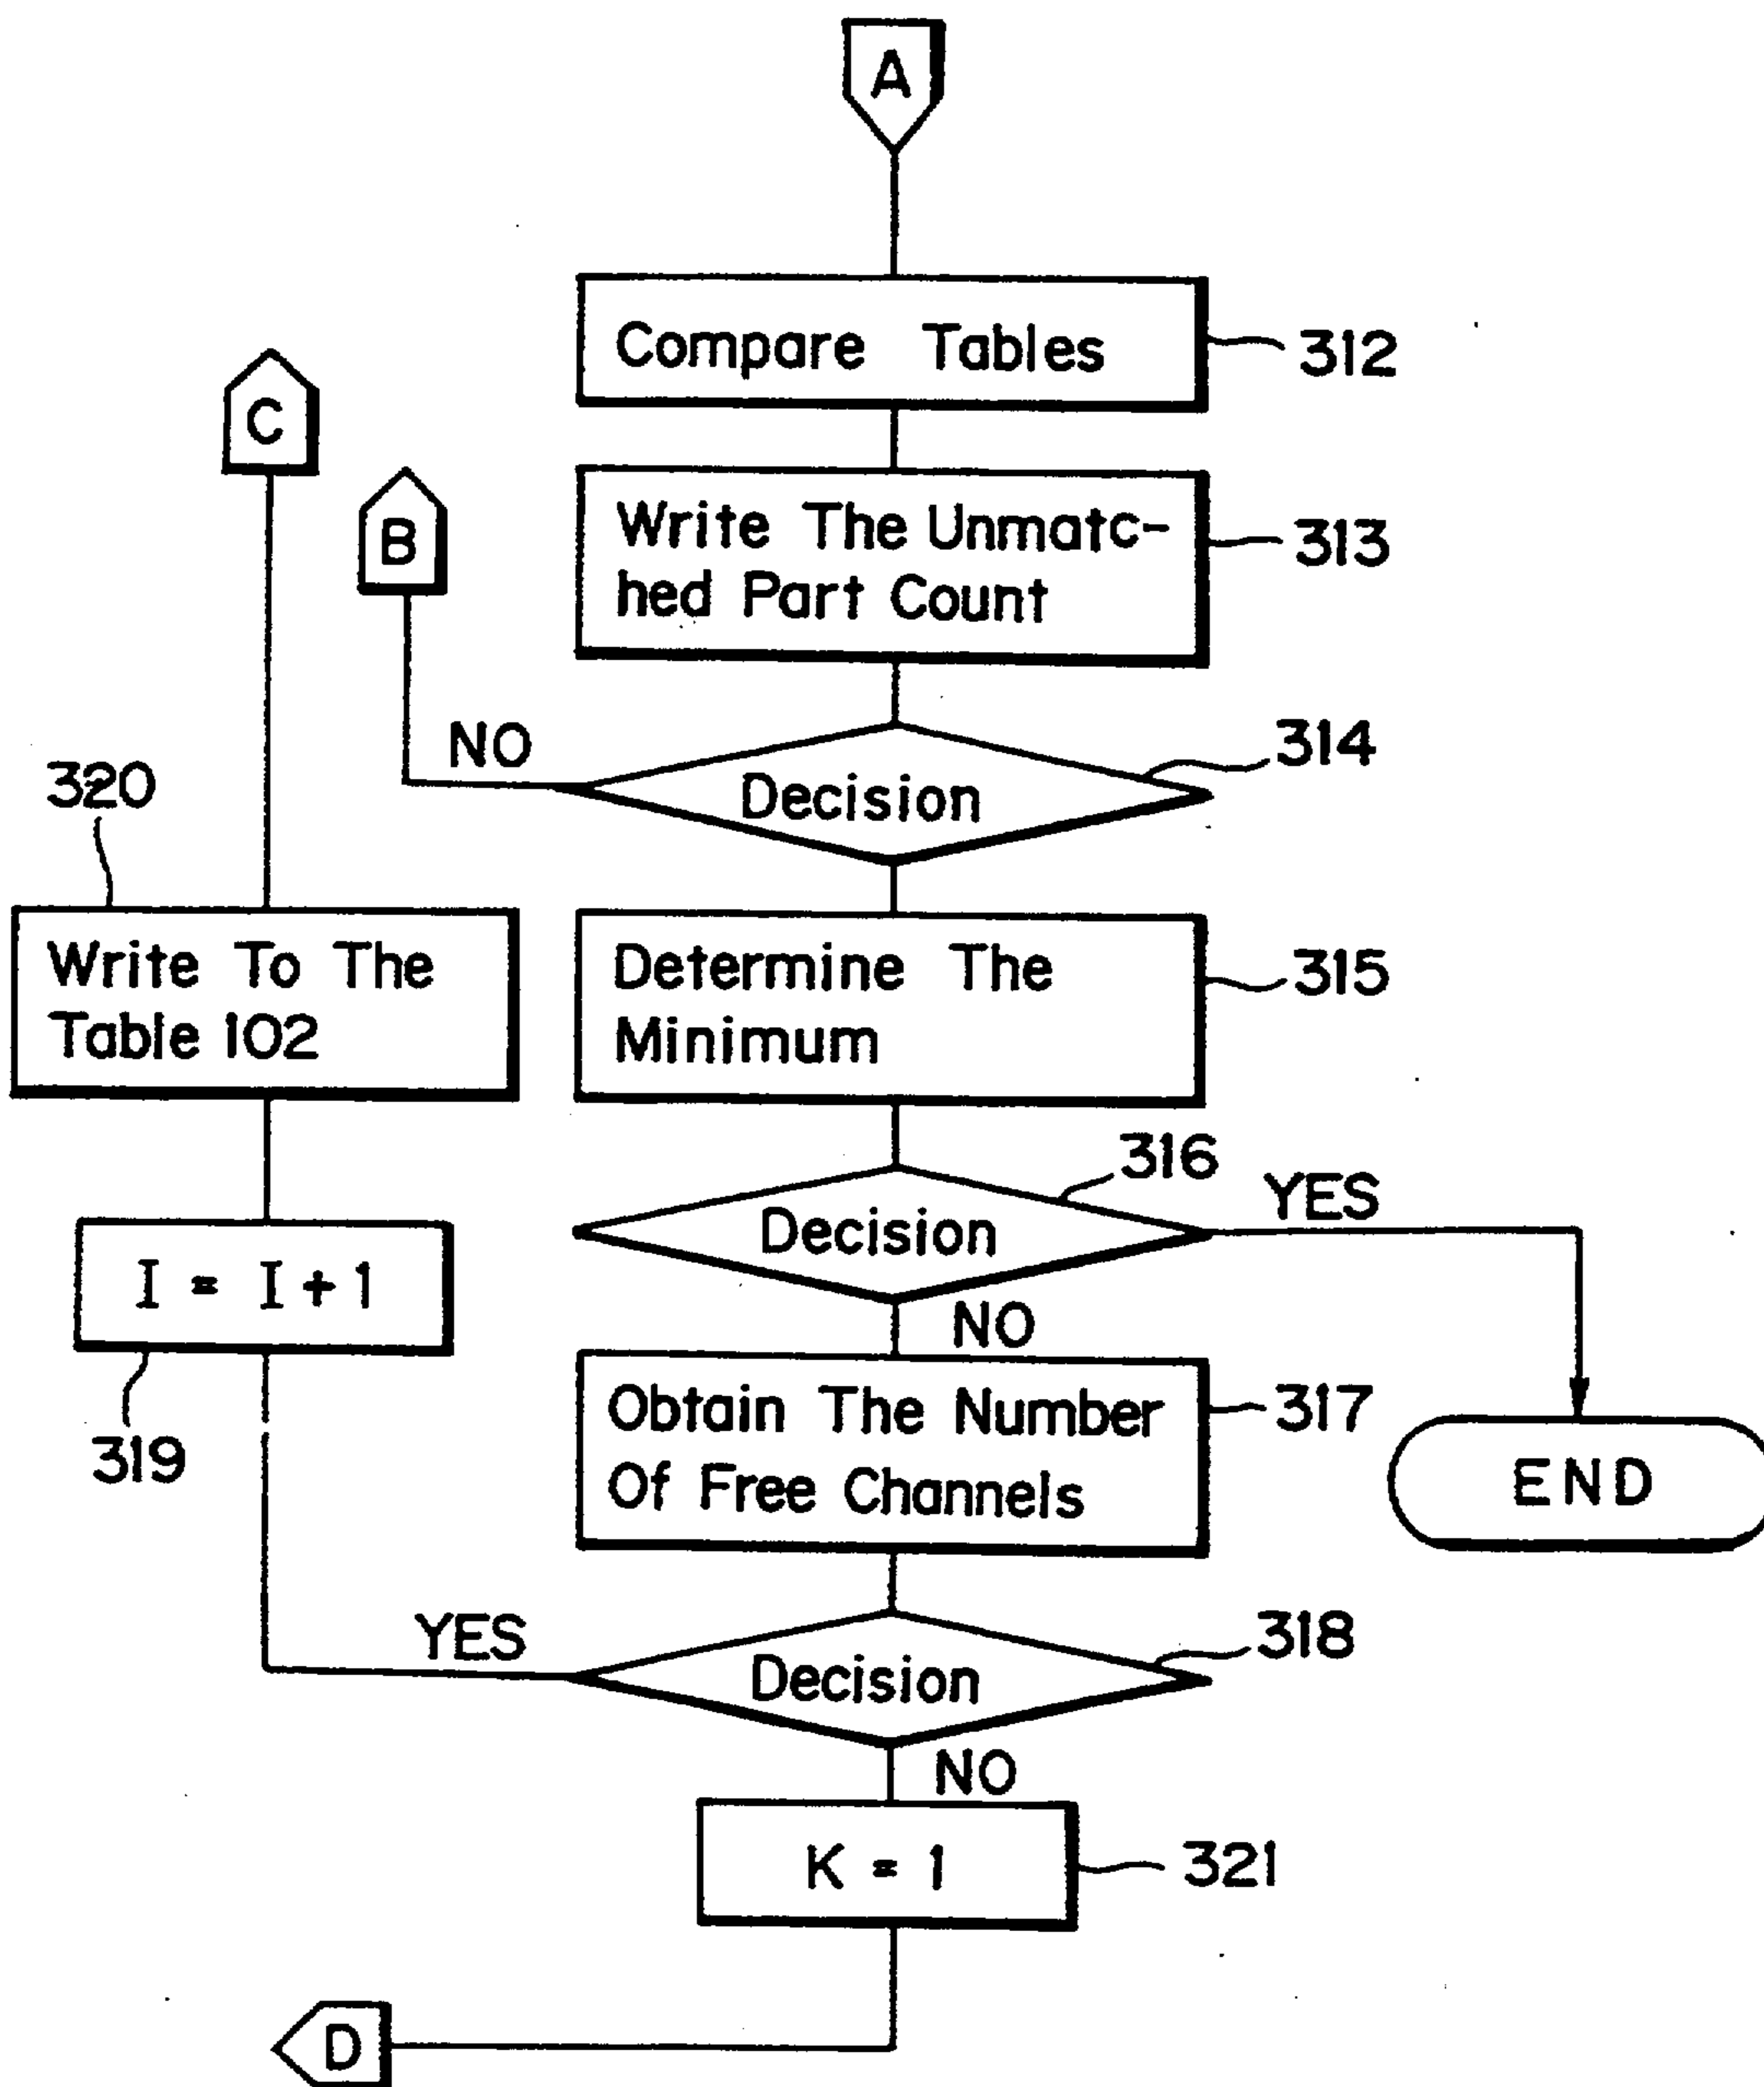 A
Compare Tables
312
C
B
Write The Unmatc-
hed Part Count
313
NO
Decision
314
320
Write To The
Table 102
Determine The
Minimum
315
316
YES
Decision
I = I + 1
NO
319
Obtain The Number
Of Free Channels
317
END
YES
Decision
318
NO
K = 1
321
D